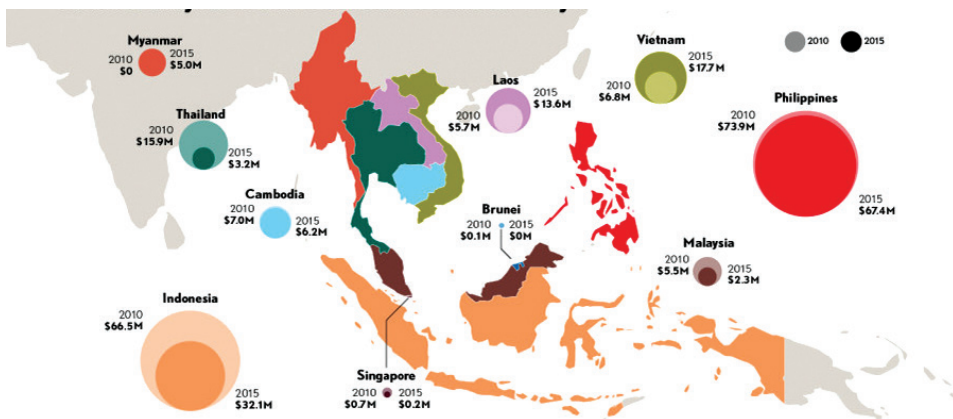 Myanmar
2010
$0
2015
$5.0M
Thailand
2010
$15.9M
2015
$3.2M
Cambodia
2010
$7.0M
2015
$6.2M
Indonesia
2010
$66.5M
2015
$32.1M
Laos
2010
$5.7M
2015
$13.6M
Vietnam
2010
$6.8M
2015
$17.7M
2010
2015
Philippines
2010
$73.9M
2015
$67.4M
Brunei
2010
$0.1M
2015
$0M
Malaysia
2010
$5.5M
2015
$2.3M
Singapore
2010
$0.7M
2015
$0.2M